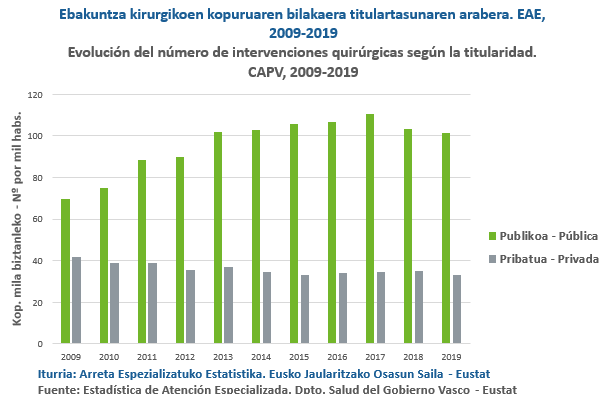 Ebakuntza kirurgikoen kopuruaren bilakaera titulartasunaren arabera. EAE,
2009-2019
Evolución del número de intervenciones quirúrgicas según la titularidad.
CAPV, 2009-2019
Kop. mila biztanleko - Nº por mil habs.
120
100
80
60
40
20
0
2009 2010 2011 2012 2013 2014 2015 2016 2017 2018 2019
Publikoa - Pública
Pribatua - Privada
Iturria: Arreta Espezializatuko Estatistika. Eusko Jaularitzako Osasun Saila - Eustat
Fuente: Estadística de Atención Especializada. Dpto. Salud del Gobierno Vasco - Eustat